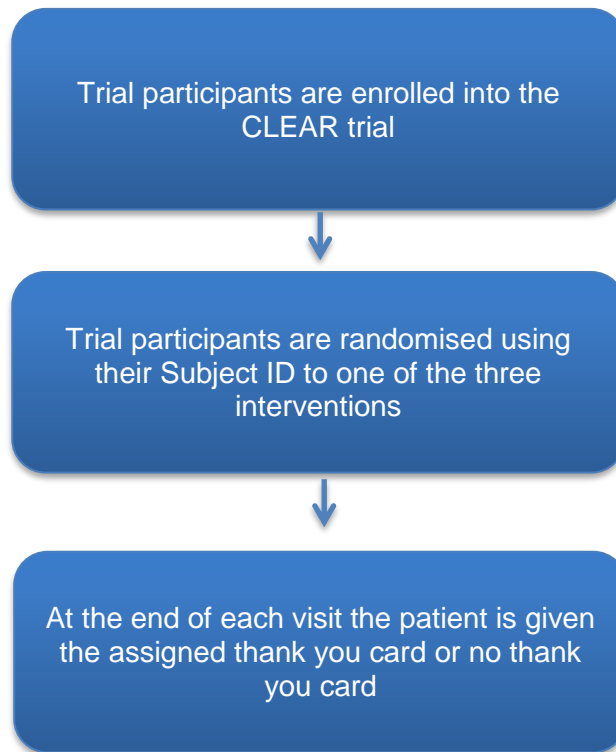 Trial participants are enrolled into the
CLEAR trial
Trial participants are randomised using
their Subject ID to one of the three
interventions
At the end of each visit the patient is given
the assigned thank you card or no thank
you card